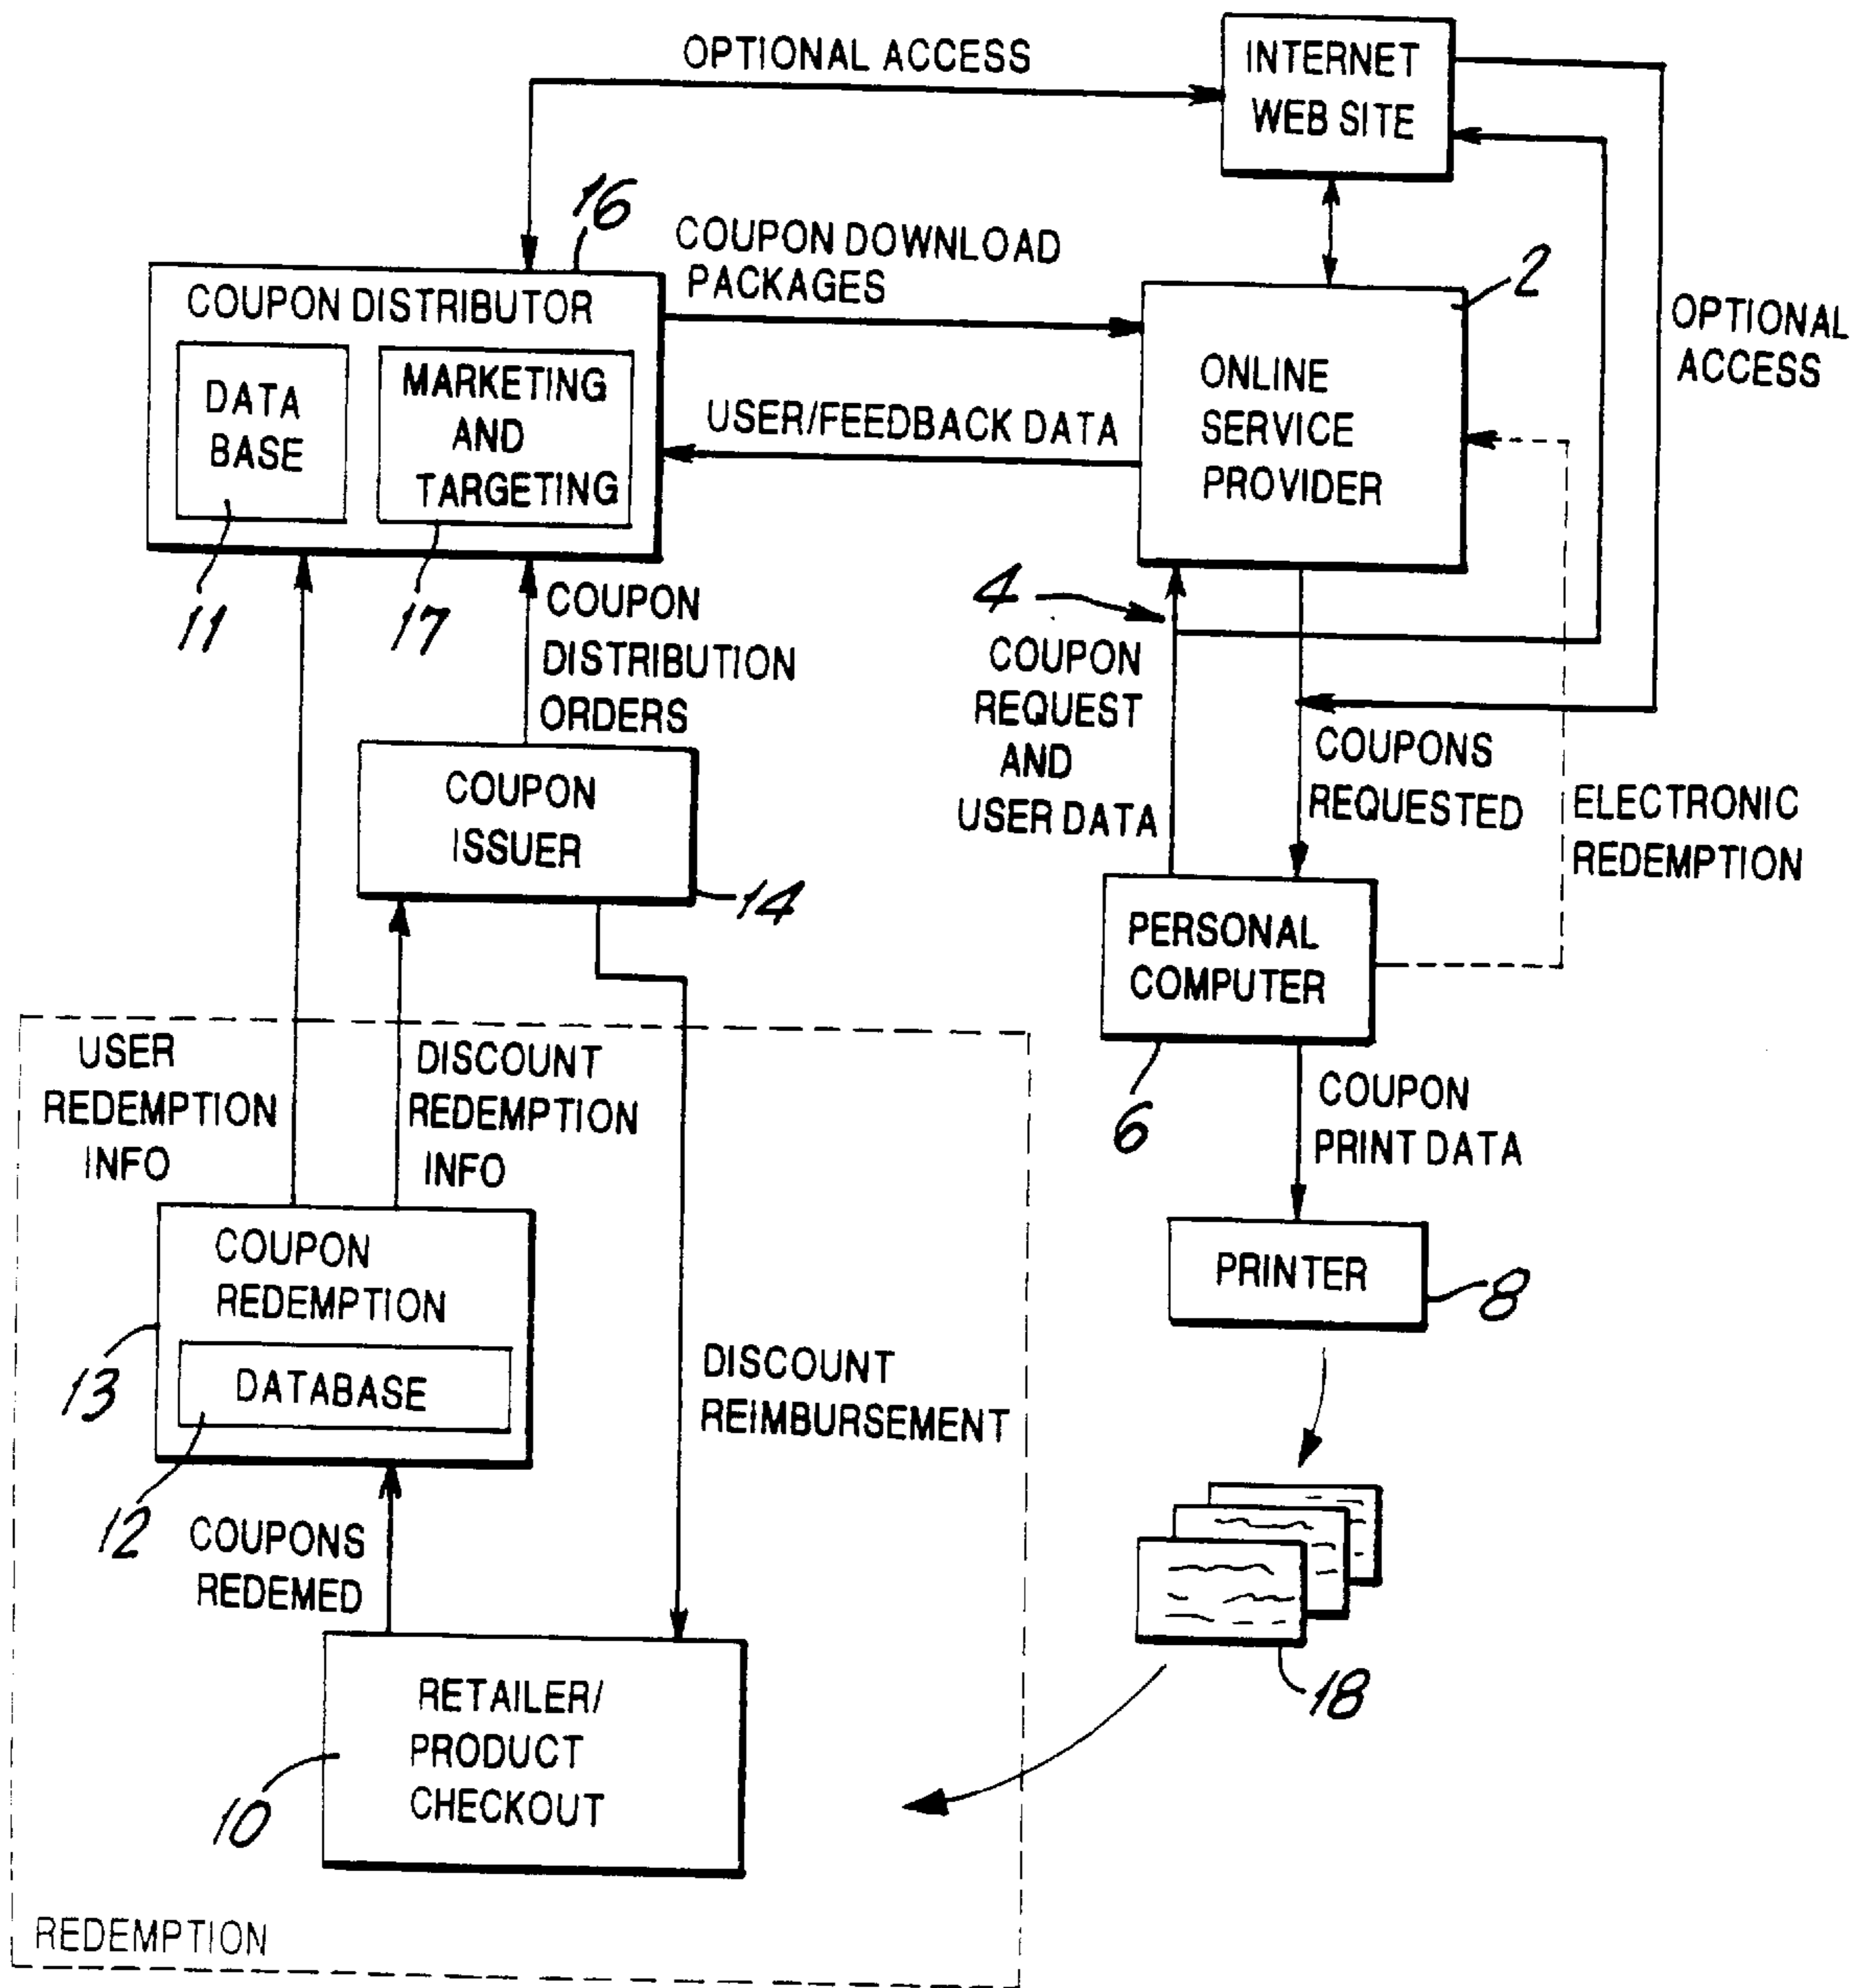 OPTIONAL ACCESS
INTERNET
WEB SITE
16
COUPON DOWNLOAD
PACKAGES
2
OPTIONAL
ACCESS
COUPON DISTRIBUTOR
DATA
BASE
MARKETING
AND
TARGETING
USER/FEEDBACK DATA
ONLINE
SERVICE
PROVIDER
11
17
COUPON
DISTRIBUTION
ORDERS
4
COUPON
REQUEST
AND
USER DATA
COUPONS
REQUESTED
ELECTRONIC
REDEMPTION
COUPON
ISSUER
14
PERSONAL
COMPUTER
6
USER
REDEMPTION
INFO
DISCOUNT
REDEMPTION
INFO
COUPON
PRINT DATA
COUPON
REDEMPTION
DATABASE
13
12
PRINTER
8
DISCOUNT
REIMBURSEMENT
COUPONS
REDEMED
18
RETAILER/
PRODUCT
CHECKOUT
10
REDEMPTION